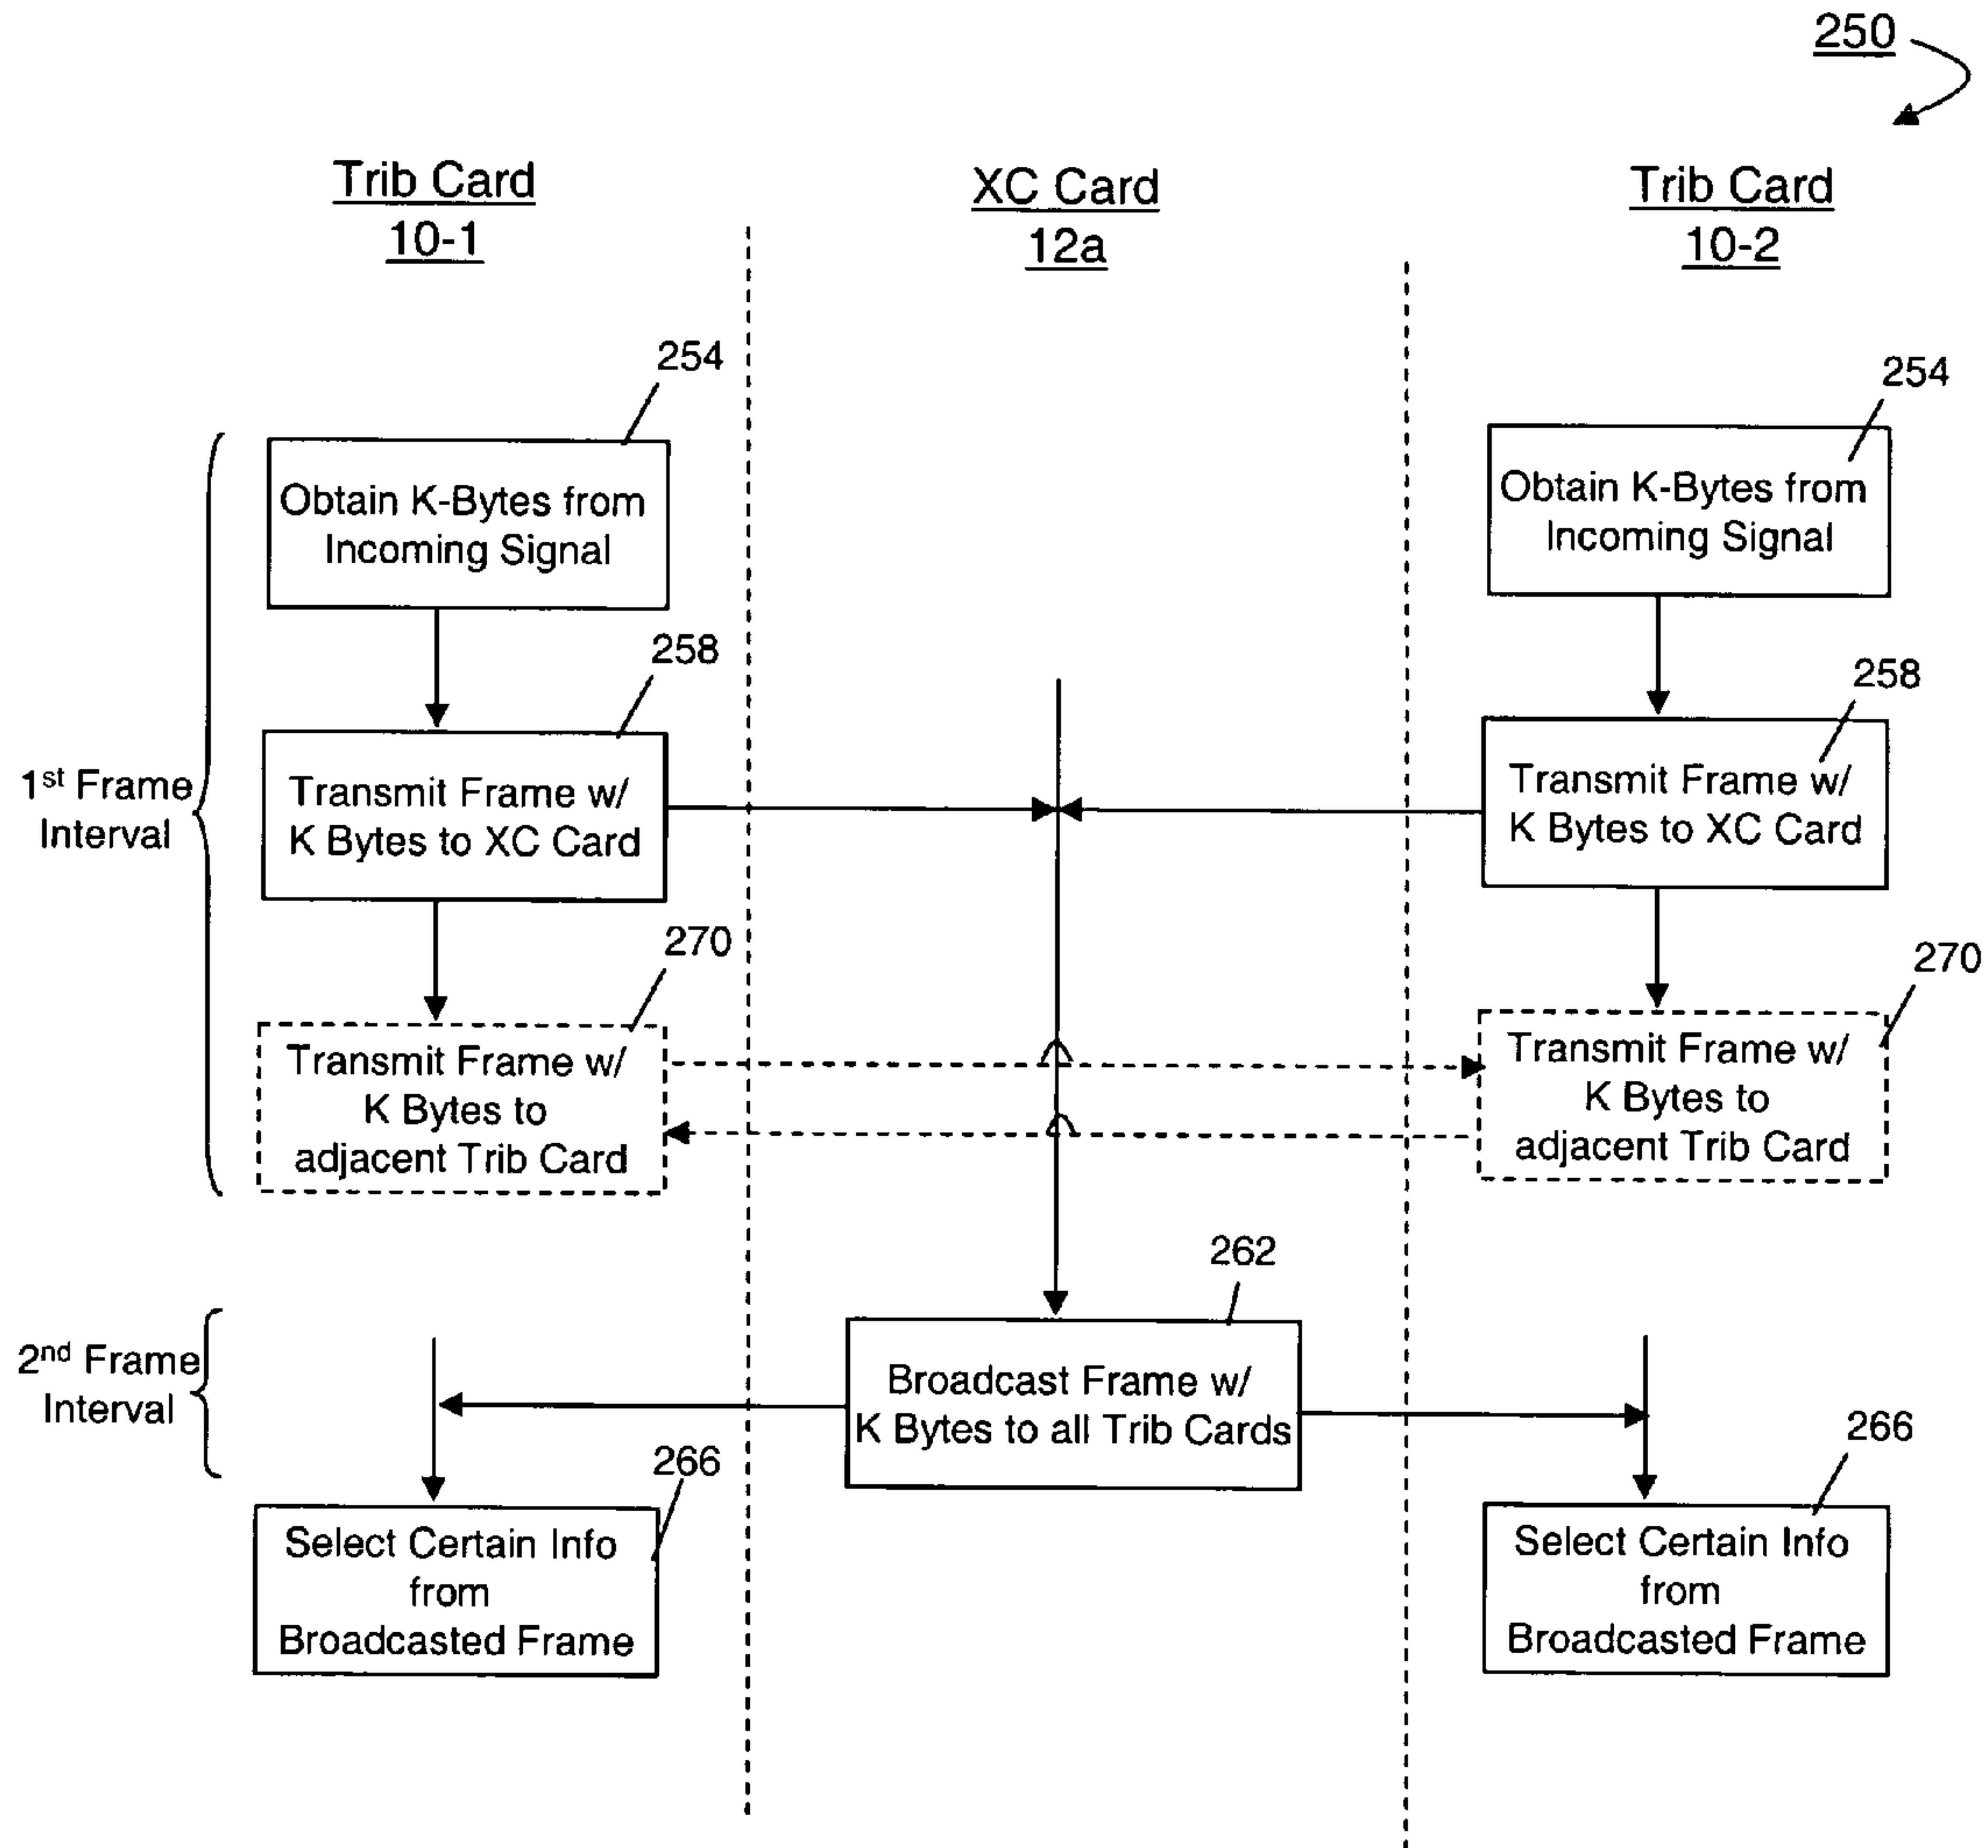 250
Trib Card
10-1
XC Card
12a
Trib Card
10-2
254
254
Obtain K-Bytes from
Incoming Signal
Obtain K-Bytes from
Incoming Signal
258
258
1st Frame
Interval
Transmit Frame w/
K Bytes to XC Card
Transmit Frame w/
K Bytes to XC Card
270
270
Transmit Frame w/
K Bytes to
adjacent Trib Card
Transmit Frame w/
K Bytes to
adjacent Trib Card
262
2nd Frame
Interval
Broadcast Frame w/
K Bytes to all Trib Cards
266
266
Select Certain Info
from
Broadcasted Frame
Select Certain Info
from
Broadcasted Frame